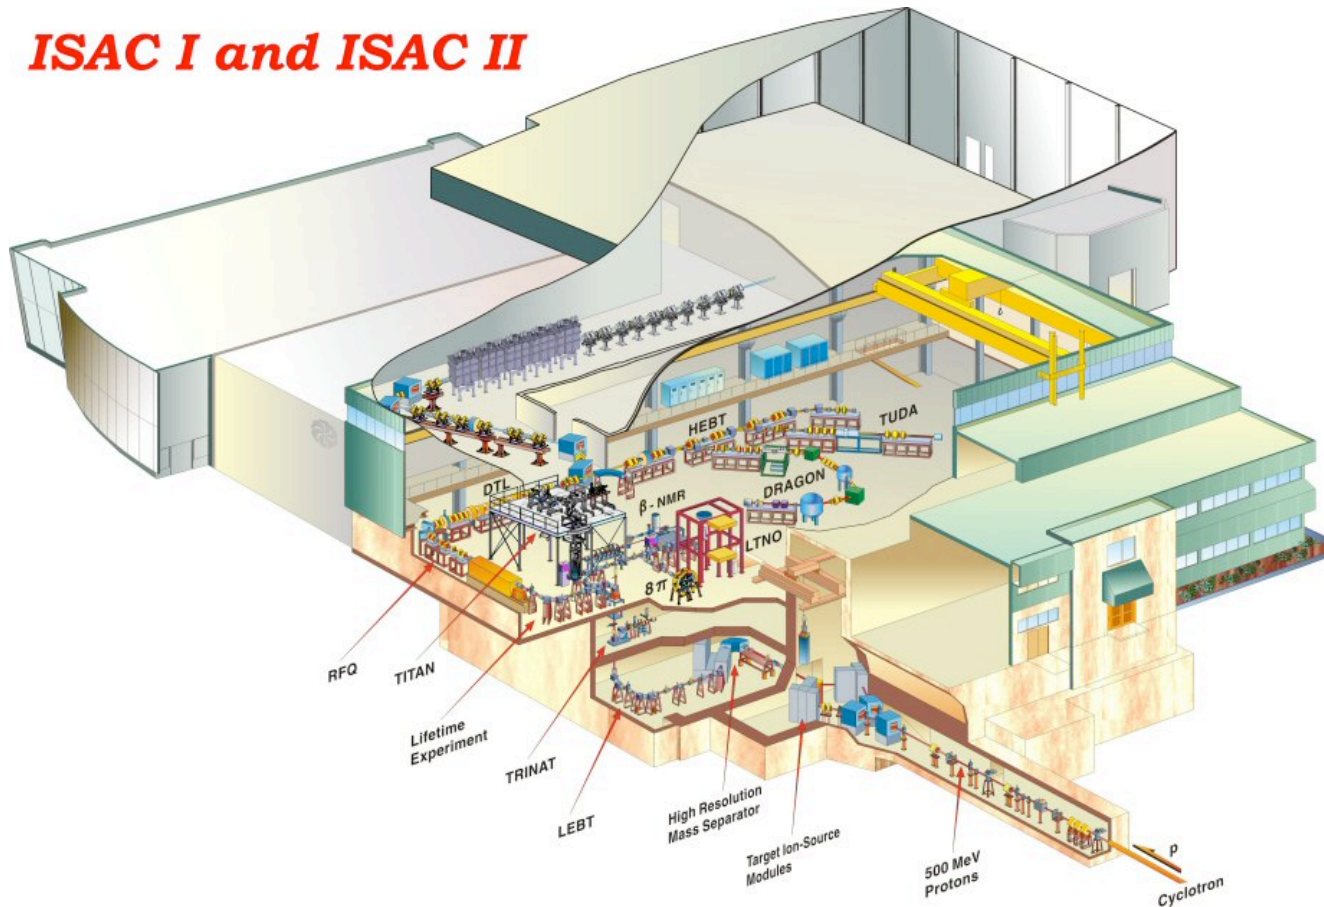 ISAC I and ISAC II
HEBT
TUDA
DTL
β-NMR
DRAGON
LTNO
8π
RFQ
TITAN
Lifetime
Experiment
TRINAT
LEBT
High Resolution
Mass Separator
Target Ion-Source
Modules
500 MeV
Protons
p
Cyclotron